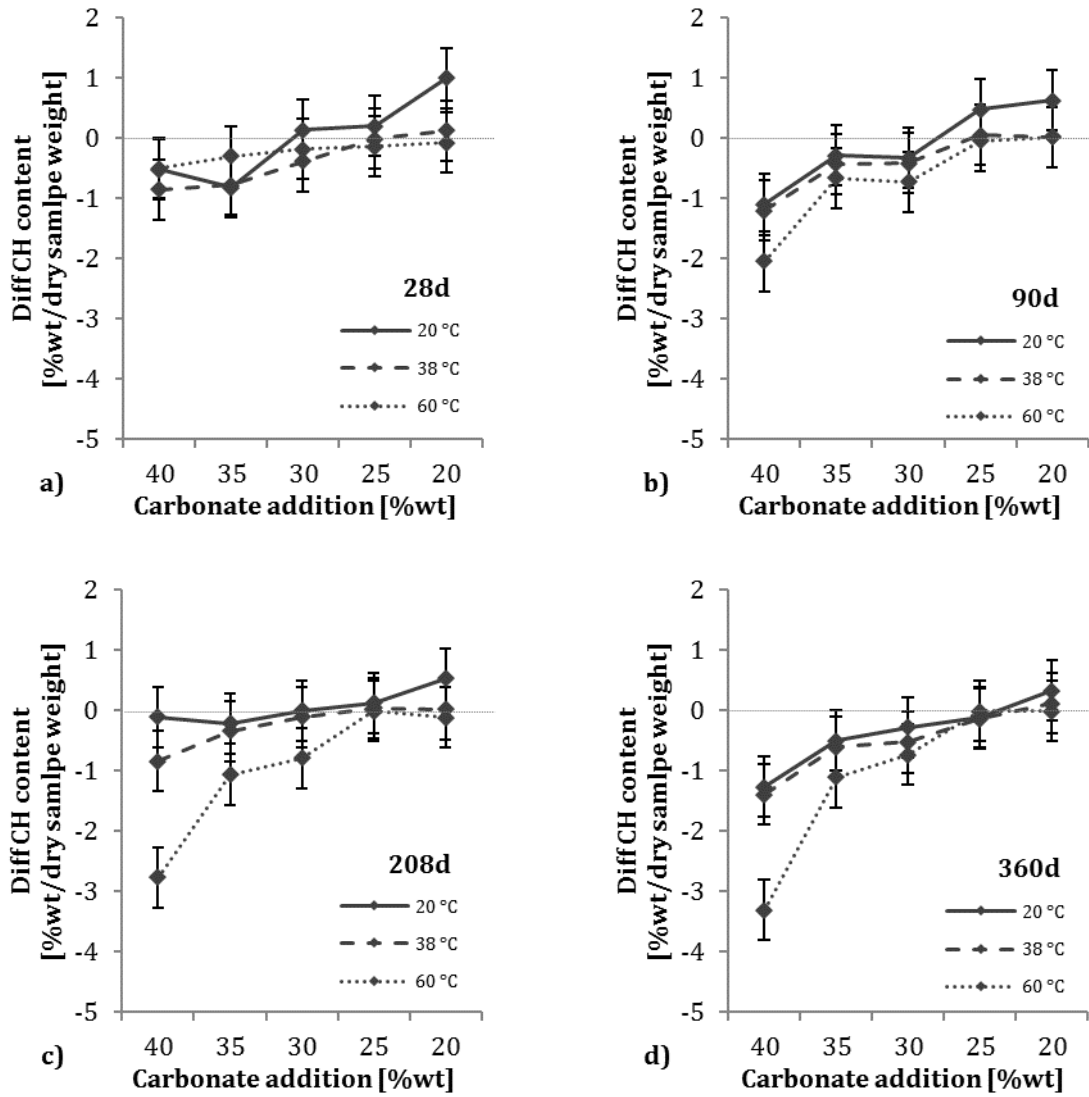 Diff CH content
[%wt/dry samlpe weight]
2
1
0
-1
-2
-3
-4
-5
28d
20 °C
38 °C
60 °C
40 35 30 25 20
a)
Carbonate addition [%wt]
Diff CH content
[%wt/dry samlpe weight]
2
1
0
-1
-2
-3
-4
-5
90d
20 °C
38 °C
60 °C
40 35 30 25 20
b)
Carbonate addition [%wt]
Diff CH content
[%wt/dry samlpe weight]
2
1
0
-1
-2
-3
-4
-5
208d
20 °C
38 °C
60 °C
40 35 30 25 20
c)
Carbonate addition [%wt]
Diff CH content
[%wt/dry samlpe weight]
2
1
0
-1
-2
-3
-4
-5
360d
20 °C
38 °C
60 °C
40 35 30 25 20
d)
Carbonate addition [%wt]